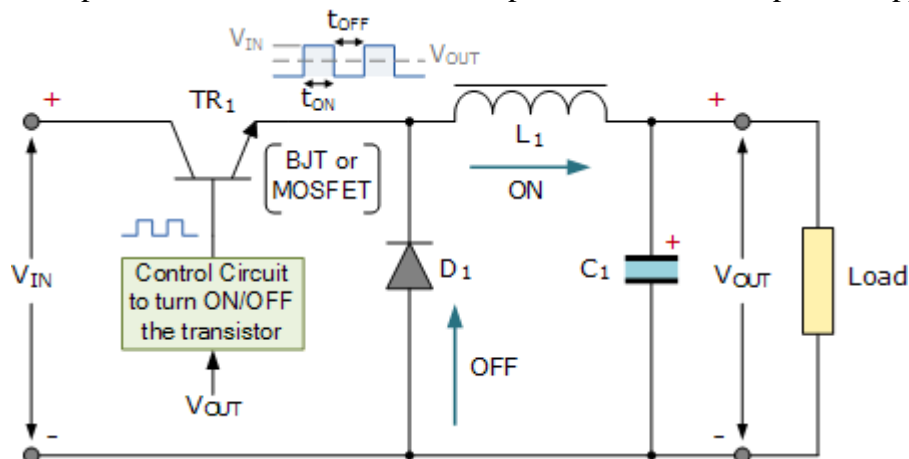 tOFF
VIN
VOUT
tON
+
TR1
+
BJT or
MOSFET
L1
ON
+
VIN
Control Circuit
to turn ON/OFF
the transistor
D1
C1
VOUT
Load
OFF
VOUT
-
-